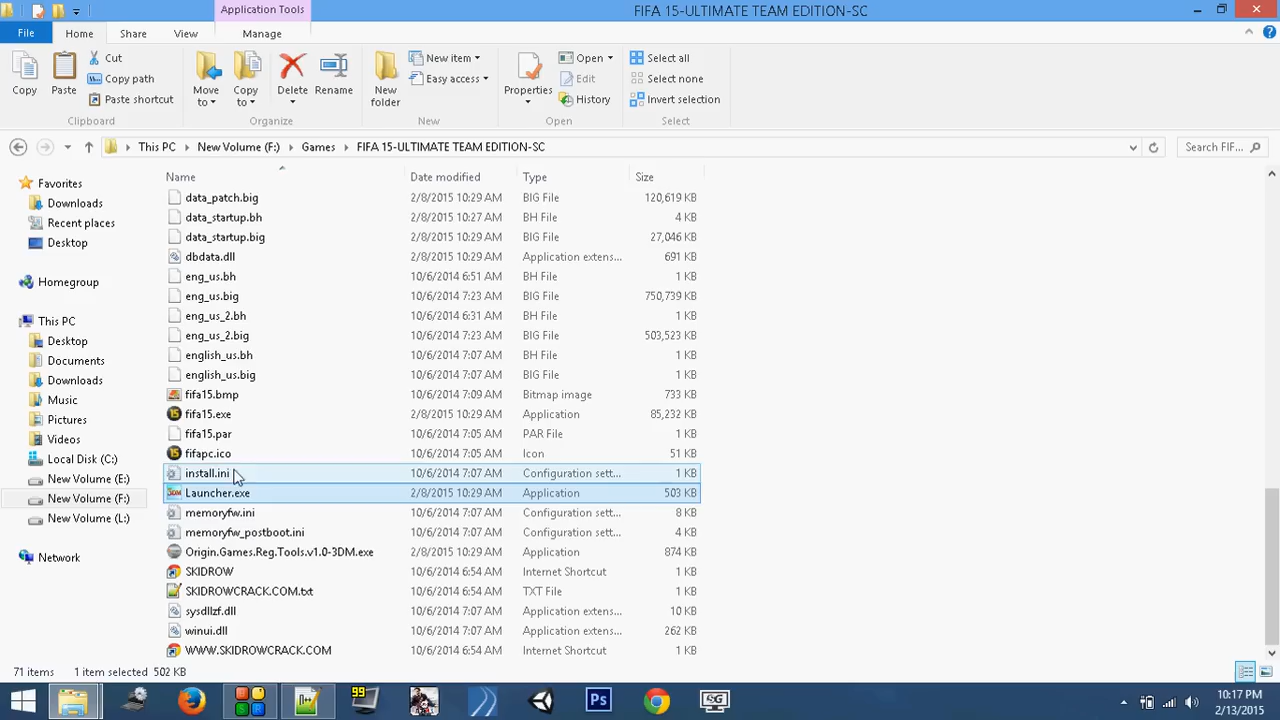 Application Tools
FIFA 15-ULTIMATE TEAM EDITION-SC
File Home Share View Manage
Copy
Paste
Cut
Copy path
Paste shortcut
Move to
Copy to
Delete
Rename
New folder
New item
Easy access
Properties
Open
Edit
History
Select all
Select none
Invert selection
Clipboard Organize New Open Select
This PC New Volume (F:) Games FIFA 15-ULTIMATE TEAM EDITION-SC Search FIF...
Favorites
Downloads
Recent places
Desktop
Homegroup
This PC
Desktop
Documents
Downloads
Music
Pictures
Videos
Local Disk (C:)
New Volume (E:)
New Volume (F:)
New Volume (L:)
Network
Name Date modified Type Size
data_patch.big 2/8/2015 10:29 AM BIG File 120,619 KB
data_startup.bh 2/8/2015 10:27 AM BH File 4 KB
data_startup.big 2/8/2015 10:29 AM BIG File 27,046 KB
dbdata.dll 2/8/2015 10:29 AM Application extens... 691 KB
eng_us.bh 10/6/2014 6:51 AM BH File 1 KB
eng_us.big 10/6/2014 7:23 AM BIG File 750,739 KB
eng_us_2.bh 10/6/2014 6:31 AM BH File 1 KB
eng_us_2.big 10/6/2014 7:23 AM BIG File 503,523 KB
english_us.bh 10/6/2014 7:07 AM BH File 1 KB
english_us.big 10/6/2014 7:07 AM BIG File 1 KB
fifa15.bmp 10/6/2014 7:09 AM Bitmap image 733 KB
fifa15.exe 2/8/2015 10:29 AM Application 85,232 KB
fifa15.par 10/6/2014 7:05 AM PAR File 1 KB
fifapc.ico 10/6/2014 7:05 AM Icon 51 KB
install.ini 10/6/2014 7:07 AM Configuration sett... 1 KB
Launcher.exe 2/8/2015 10:29 AM Application 503 KB
memoryfw.ini 10/6/2014 7:07 AM Configuration sett... 8 KB
memoryfw_postboot.ini 10/6/2014 7:07 AM Configuration sett... 4 KB
Origin.Games.Reg.Tools.v1.0-3DM.exe 2/8/2015 10:29 AM Application 874 KB
SKIDROW 10/6/2014 6:54 AM Internet Shortcut 1 KB
SKIDROWCRACK.COM.txt 10/6/2014 6:54 AM TXT File 1 KB
sysdllzf.dll 10/6/2014 7:07 AM Application extens... 10 KB
winui.dll 10/6/2014 7:07 AM Application extens... 262 KB
WWW.SKIDROWCRACK.COM 10/6/2014 6:54 AM Internet Shortcut 1 KB
71 items 1 item selected 502 KB
99
Ps
SG
10:17 PM
2/13/2015